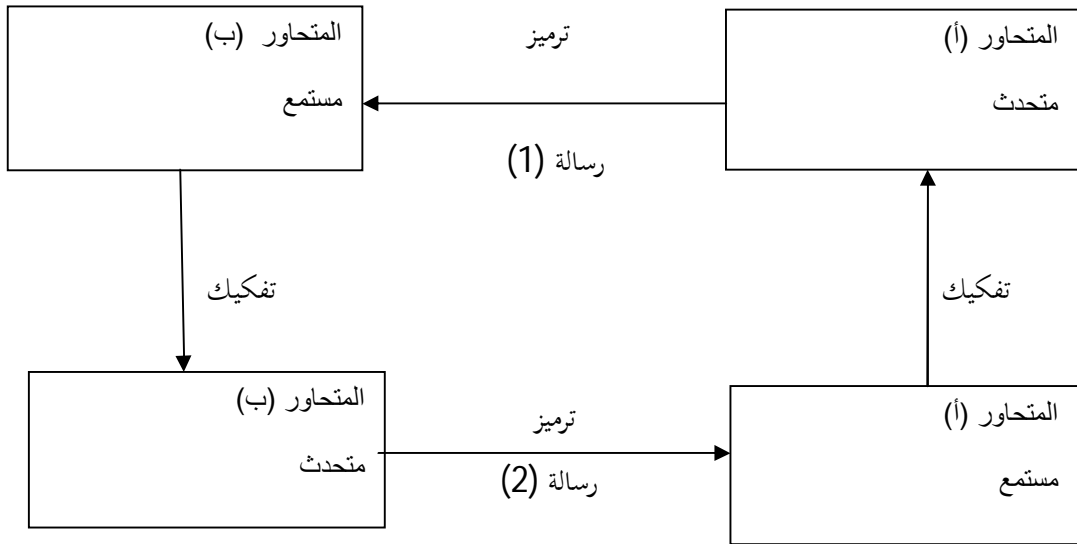 المتحاور (أ)
متحدث
ترميز
رسالة (1)
المتحاور (ب)
مستمع
تفكيك
تفكيك
المتحاور (ب)
متحدث
ترميز
رسالة (2)
المتحاور (أ)
مستمع